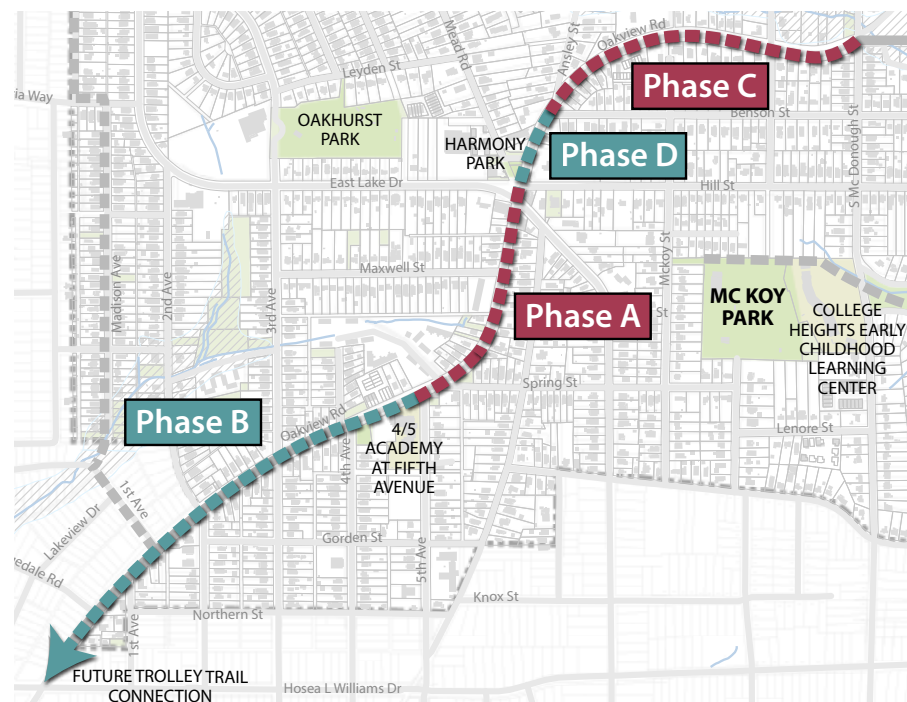 Oakview Rd
Ansley St
Mead Rd
Leyden St
Phase C
ia Way
Benson St
OAKHURST
PARK
HARMONY
PARK
Phase D
S Mc Donough St
East Lake Dr
Hill St
Madison Ave
2nd Ave
3rd Ave
Maxwell St
Mckoy St
MC KOY
PARK
Phase A
St
COLLEGE
HEIGHTS EARLY
CHILDHOOD
LEARNING
CENTER
Spring St
Phase B
Oakview Rd
4/5
ACADEMY
AT FIFTH
AVENUE
4th Ave
Lenore St
1st Ave
Lakeview Dr
Gorden St
5th Ave
edale Rd
Knox St
Northern St
1st Ave
FUTURE TROLLEY TRAIL
CONNECTION
Hosea L Williams Dr